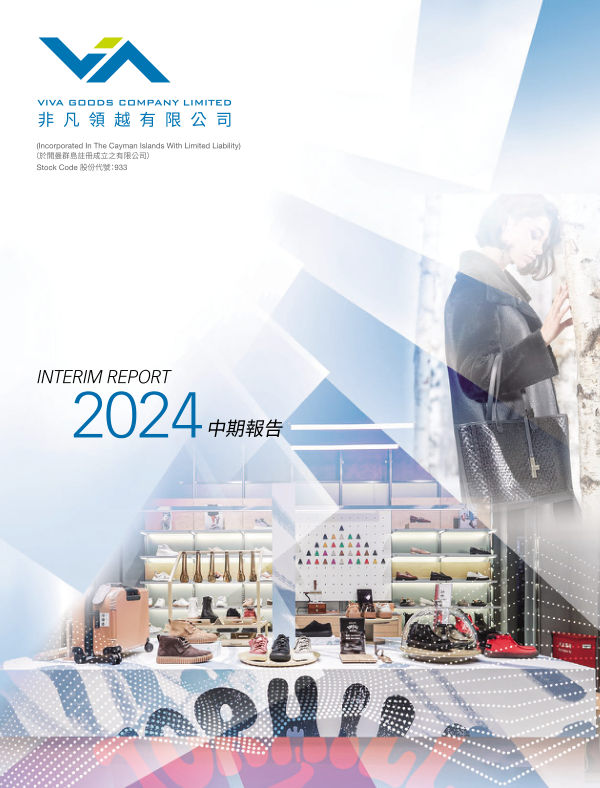 VIVA GOODS COMPANY LIMITED
非凡領越有限公司
(Incorporated In The Cayman Islands With Limited Liability)
(於開曼群島註冊成立之有限公司)
Stock Code 股份代號:933
INTERIM REPORT
2024 中期報告